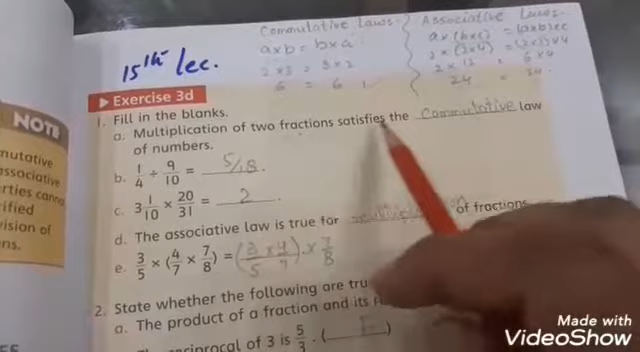 Commutative Laws: Associative Laws:
a×b = b×a a×(b×c) = (a×b)×c
2×3 = 3×2 2×(3×4) = (2×3)×4
6 = 6 2×12 = 6×4
24 = 24
15th lec.
Exercise 3d
NOTE
1. Fill in the blanks.
a. Multiplication of two fractions satisfies the Commutative law
of numbers.
b. 1/4 ÷ 9/10 = 5/18.
c. 3 1/10 × 20/31 = 2.
d. The associative law is true for of fractions
e. 3/5 × (4/7 × 7/8) = (3/5 × 4/7) × 7/8
2. State whether the following are tru
a. The product of a fraction and its
reciprocal of 3 is 5/3. ( )
mutative
ssociative
rties canno
ified
vision of
ns.
Made with
VideoShow